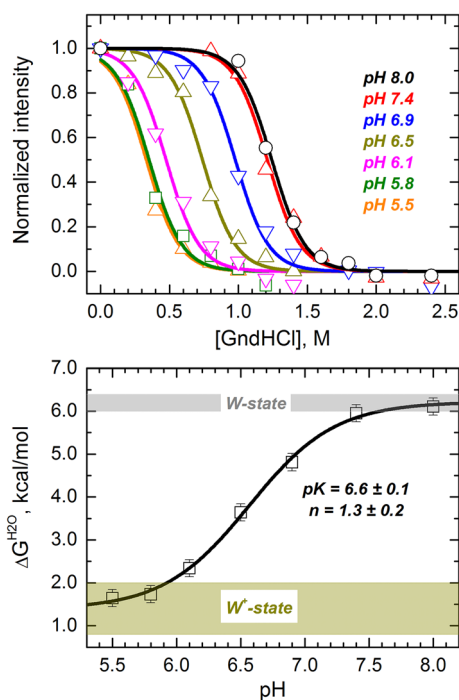 1.0
0.8
0.6
0.4
0.2
0.0
Normalized intensity
pH 8.0
pH 7.4
pH 6.9
pH 6.5
pH 6.1
pH 5.8
pH 5.5
0.0 0.5 1.0 1.5 2.0 2.5
[GndHCl], M
7.0
6.0
5.0
4.0
3.0
2.0
1.0
ΔG^H2O, kcal/mol
W-state
pK = 6.6 ± 0.1
n = 1.3 ± 0.2
W⁺-state
5.5 6.0 6.5 7.0 7.5 8.0
pH